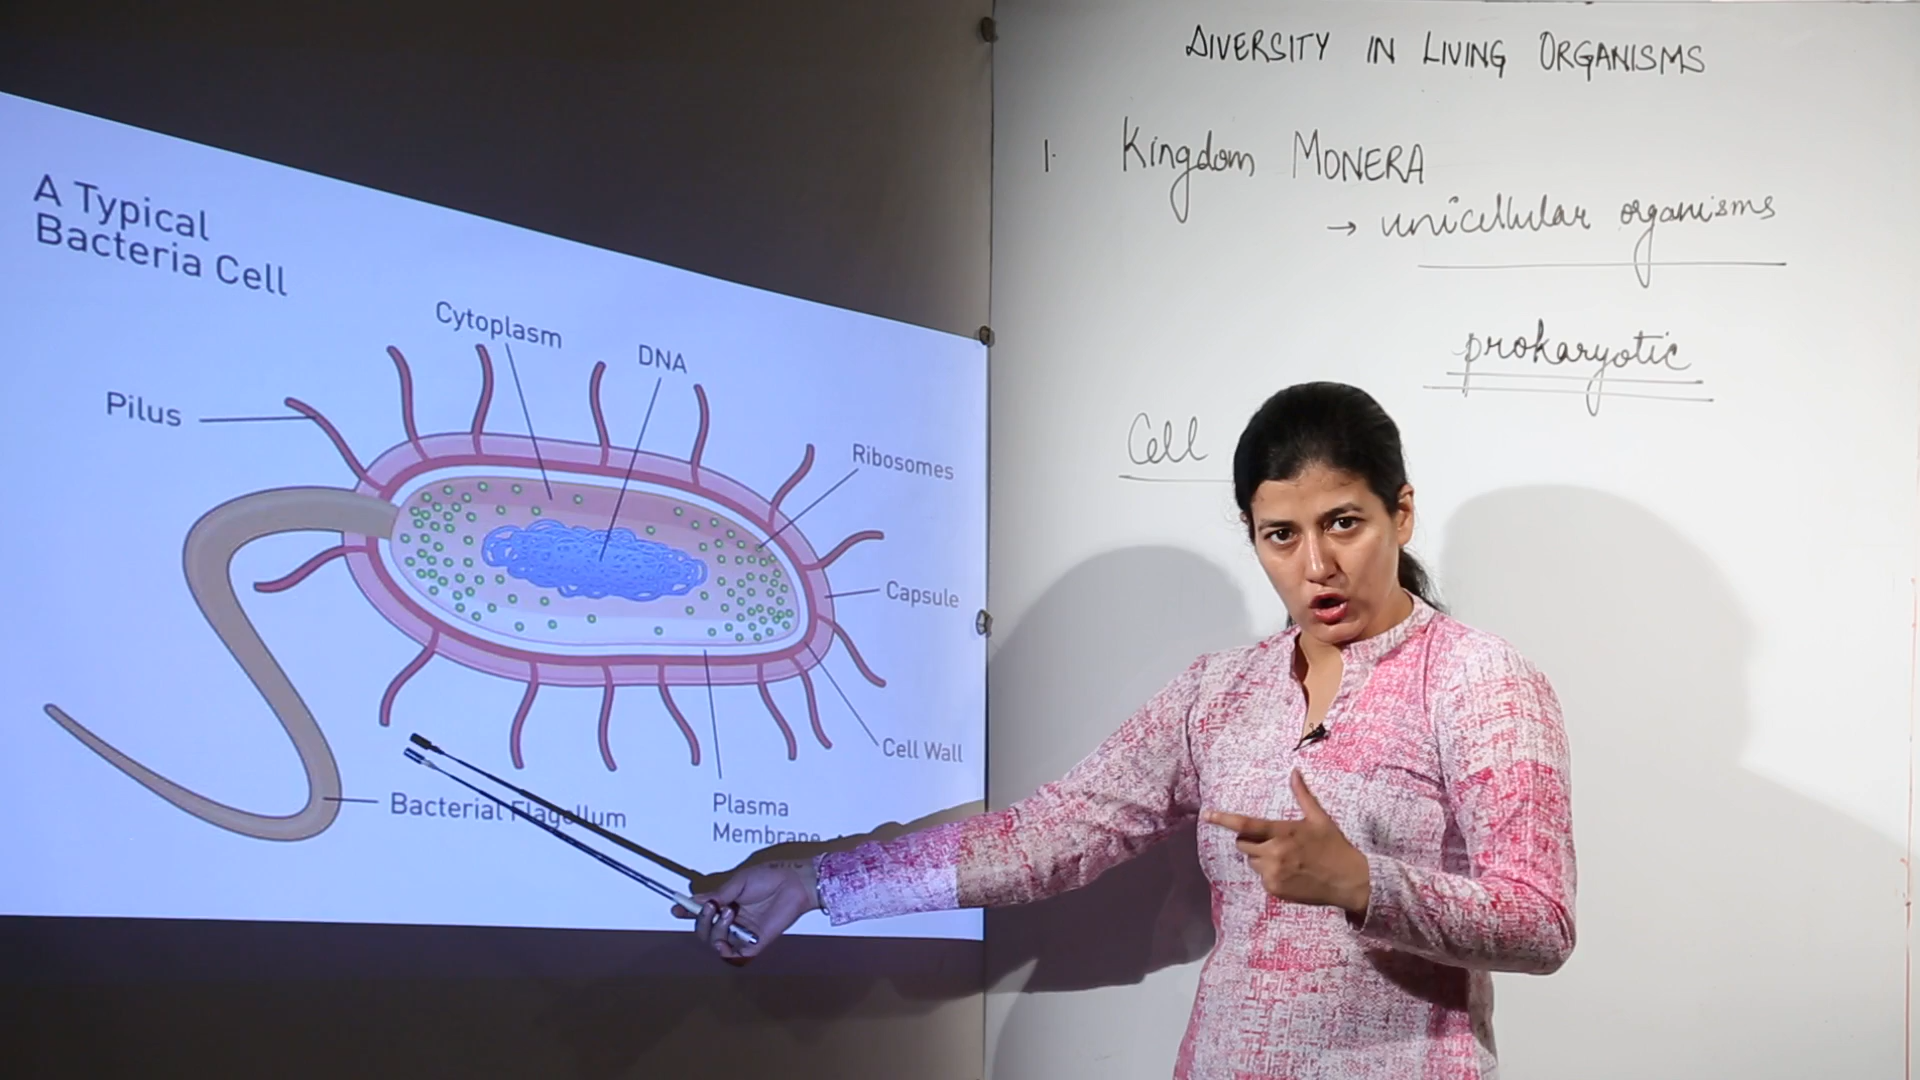 DIVERSITY IN LIVING ORGANISMS
1. Kingdom MONERA
→ unicellular organisms
prokaryotic
Cell
A Typical
Bacteria Cell
Cytoplasm
DNA
Pilus
Ribosomes
Capsule
Cell Wall
Bacterial Flagellum
Plasma
Membrane